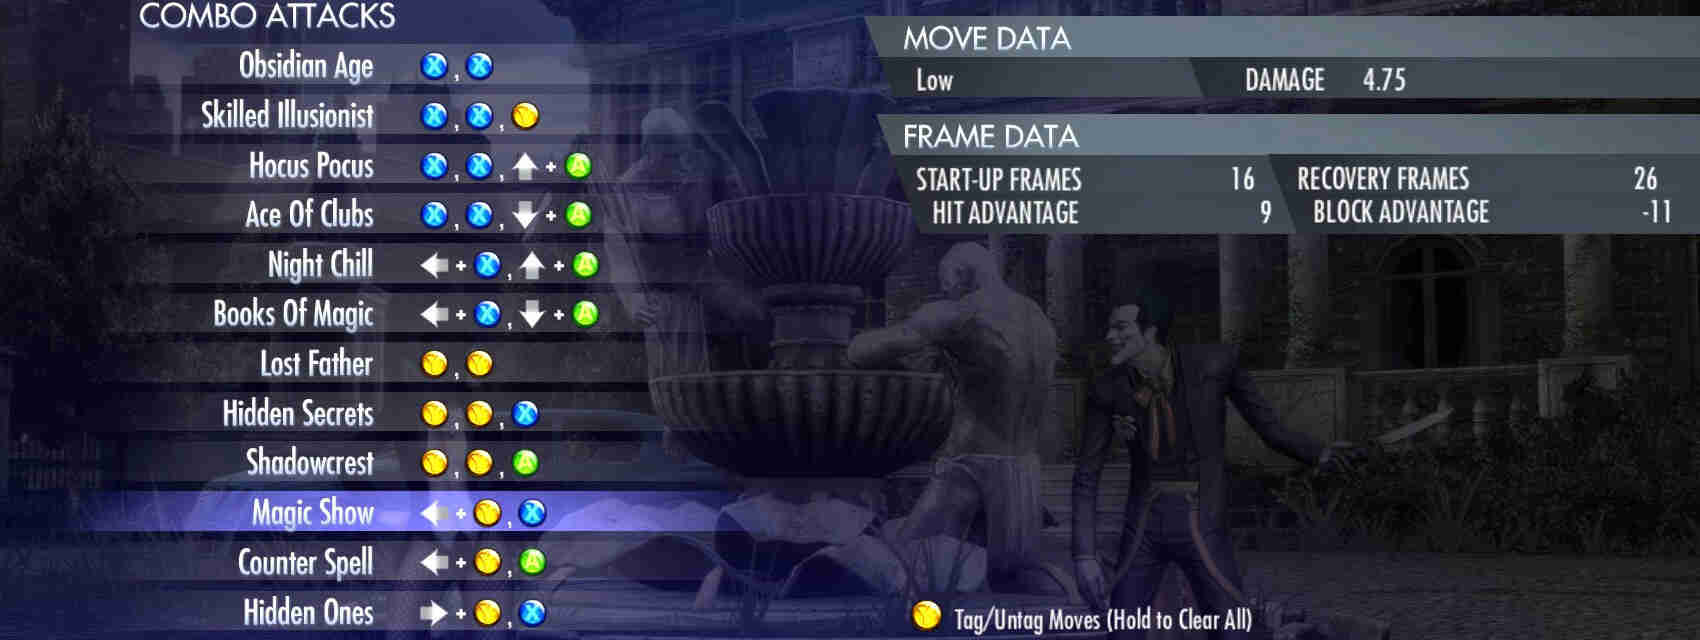 COMBO ATTACKS
Obsidian Age X , X
Skilled Illusionist X , X , Y
Hocus Pocus X , X , ⬆ + A
Ace Of Clubs X , X , ⬇ + A
Night Chill ⬅ + X , ⬆ + A
Books Of Magic ⬅ + X , ⬇ + A
Lost Father Y , Y
Hidden Secrets Y , Y , X
Shadowcrest Y , Y , A
Magic Show ⬅ + Y , X
Counter Spell ⬅ + Y , A
Hidden Ones ➡ + Y , X
MOVE DATA
Low DAMAGE 4.75
FRAME DATA
START-UP FRAMES 16 RECOVERY FRAMES 26
HIT ADVANTAGE 9 BLOCK ADVANTAGE -11
Y Tag/Untag Moves (Hold to Clear All)